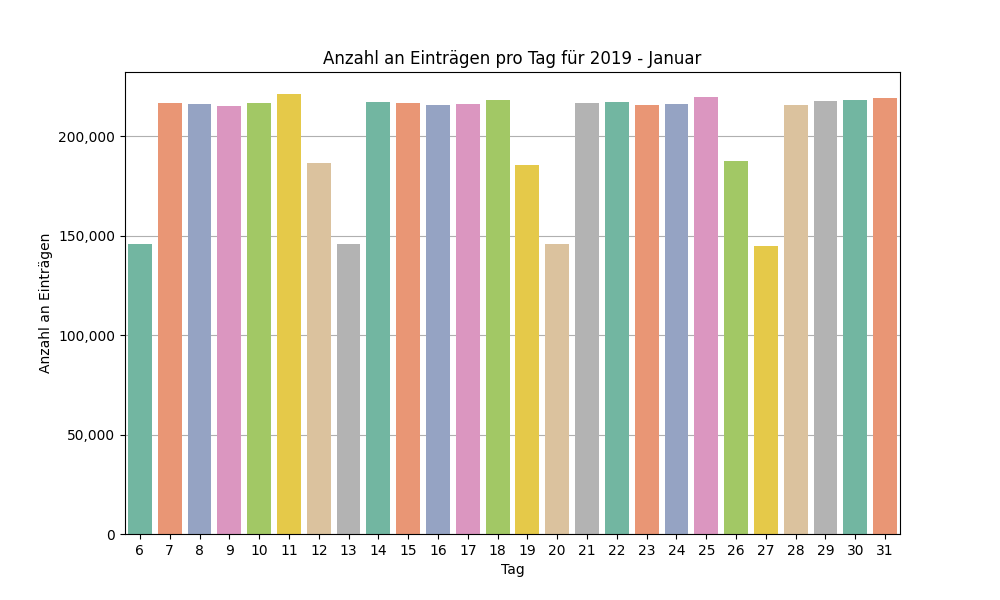 Anzahl an Einträgen pro Tag für 2019 - Januar
Anzahl an Einträgen
200,000
150,000
100,000
50,000
0
6 7 8 9 10 11 12 13 14 15 16 17 18 19 20 21 22 23 24 25 26 27 28 29 30 31
Tag